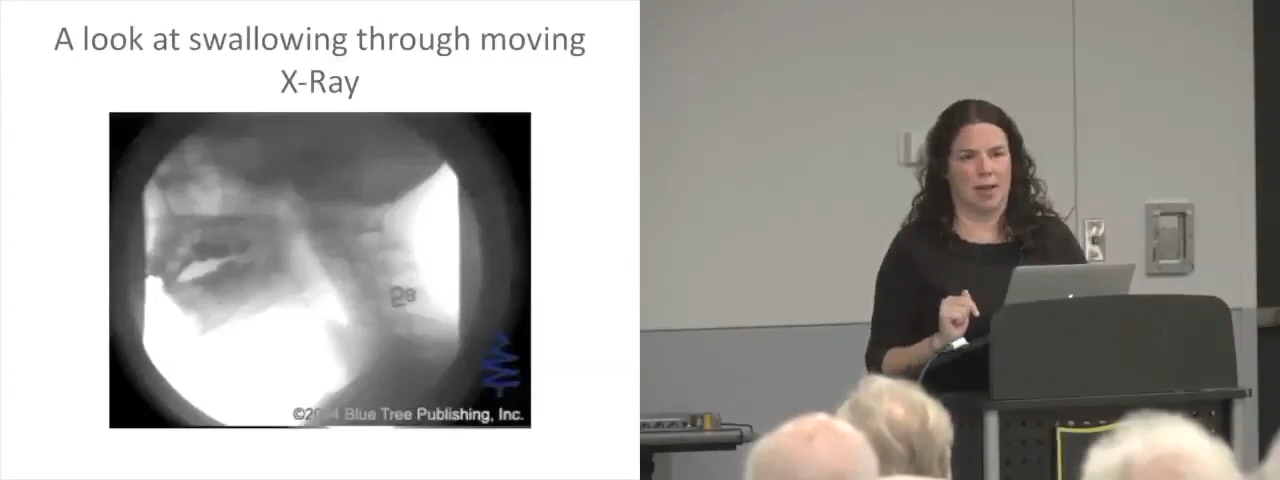 A look at swallowing through moving
X-Ray
Blue Tree Publishing, Inc.